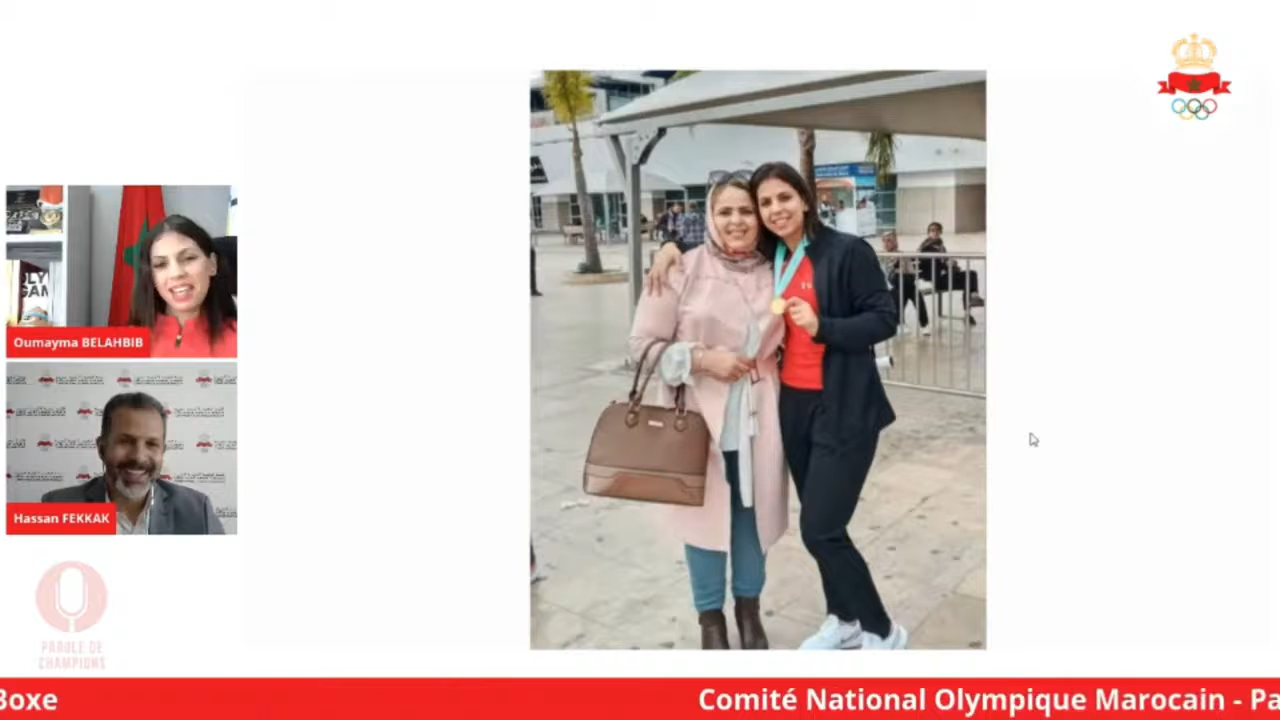 Oumayma BELAHBIB
Hassan FEKKAK
PAROLE DE
CHAMPIONS
Boxe
Comité National Olympique Marocain - Pa